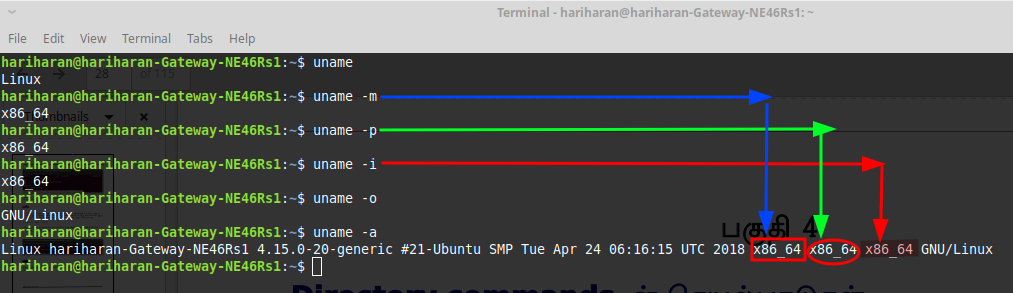 Terminal - hariharan@hariharan-Gateway-NE46Rs1: ~
File Edit View Terminal Tabs Help
hariharan@hariharan-Gateway-NE46Rs1:~$ uname
28 of 115
Linux
hariharan@hariharan-Gateway-NE46Rs1:~$ uname -m
x86_64
hariharan@hariharan-Gateway-NE46Rs1:~$ uname -p
x86_64
hariharan@hariharan-Gateway-NE46Rs1:~$ uname -i
x86_64
hariharan@hariharan-Gateway-NE46Rs1:~$ uname -o
GNU/Linux
hariharan@hariharan-Gateway-NE46Rs1:~$ uname -a
பகுதி 4
Linux hariharan-Gateway-NE46Rs1 4.15.0-20-generic #21-Ubuntu SMP Tue Apr 24 06:16:15 UTC 2018 x86_64 x86_64 x86_64 GNU/Linux
hariharan@hariharan-Gateway-NE46Rs1:~$
Directory commands